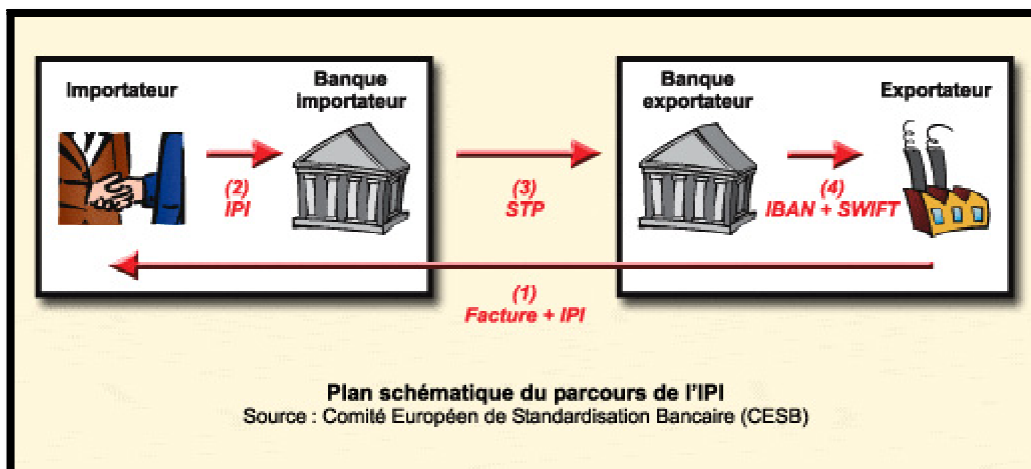 Importateur
Banque
importateur
Banque
exportateur
Exportateur
(2)
IPI
(3)
STP
(4)
IBAN + SWIFT
(1)
Facture + IPI
Plan schématique du parcours de l'IPI
Source : Comité Européen de Standardisation Bancaire (CESB)